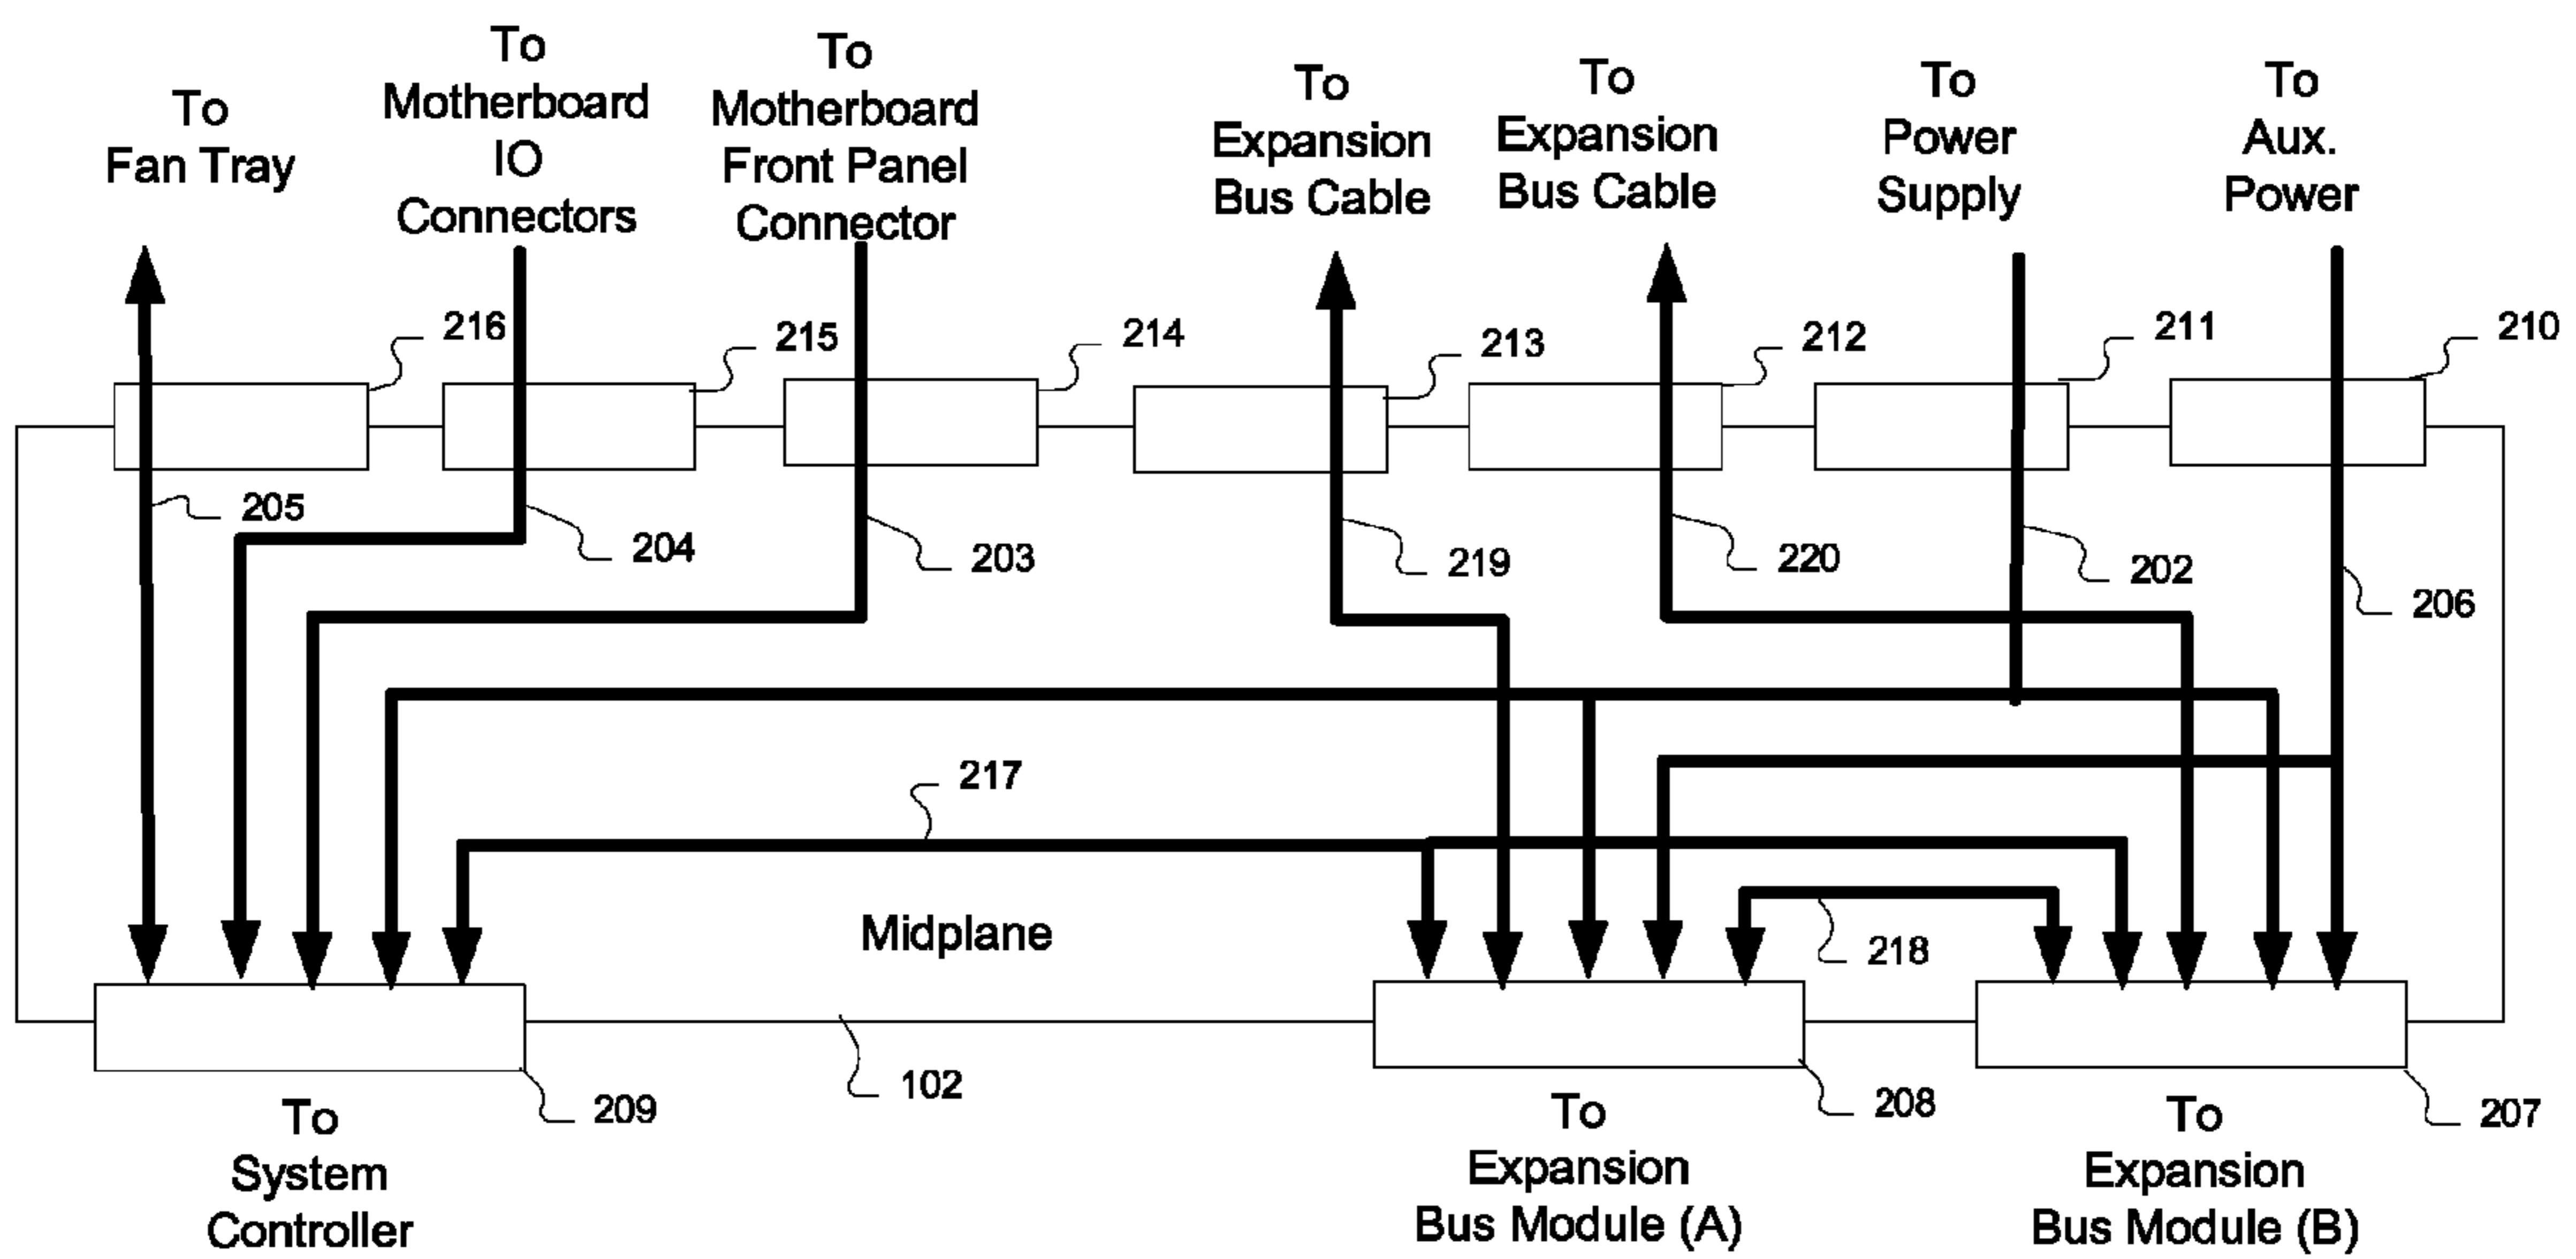 To
Fan Tray
To
Motherboard
IO
Connectors
To
Motherboard
Front Panel
Connector
To
Expansion
Bus Cable
To
Expansion
Bus Cable
To
Power
Supply
To
Aux.
Power
216
215
214
213
212
211
210
205
204
203
219
220
202
206
217
Midplane
218
102
209
208
207
To
System
Controller
To
Expansion
Bus Module (A)
To
Expansion
Bus Module (B)